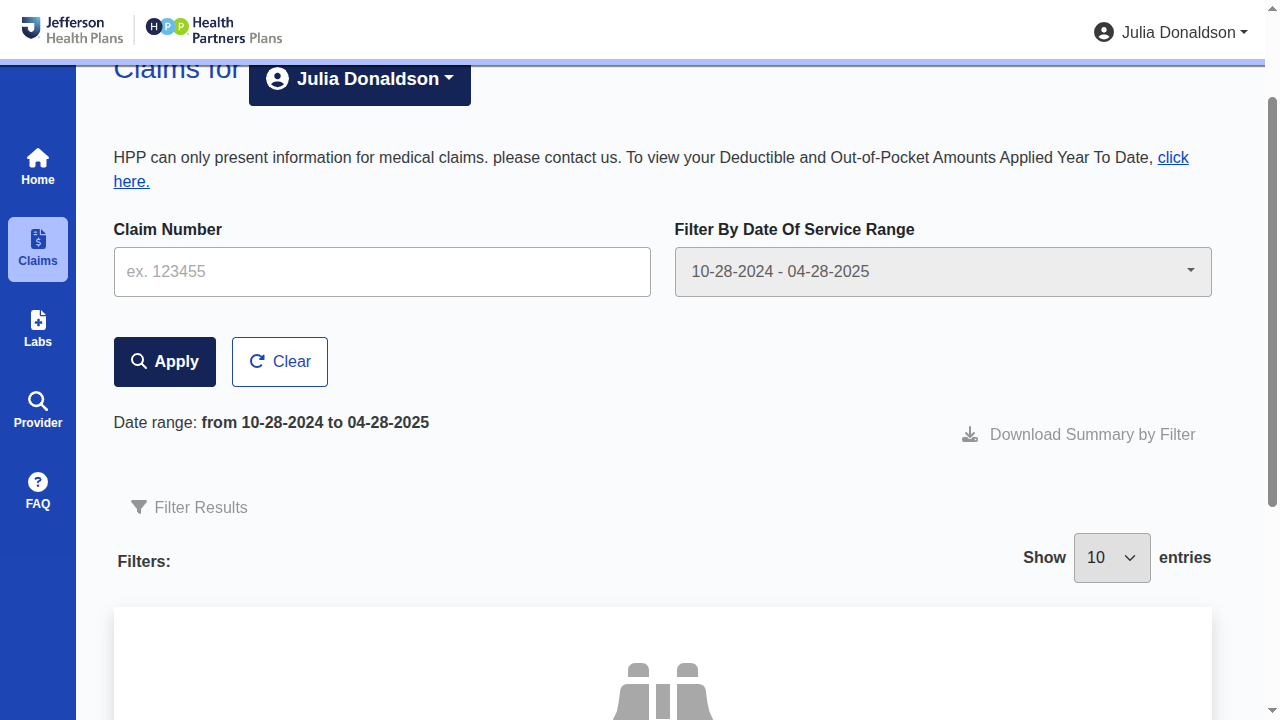 Jefferson
Health Plans
HPP
Health
Partners Plans
Julia Donaldson
Claims for
Julia Donaldson
Home
Claims
Labs
Provider
FAQ
HPP can only present information for medical claims. please contact us. To view your Deductible and Out-of-Pocket Amounts Applied Year To Date, click
here.
Claim Number
Filter By Date Of Service Range
ex. 123455
10-28-2024 - 04-28-2025
Apply
Clear
Date range: from 10-28-2024 to 04-28-2025
Download Summary by Filter
Filter Results
Filters:
Show 10 entries